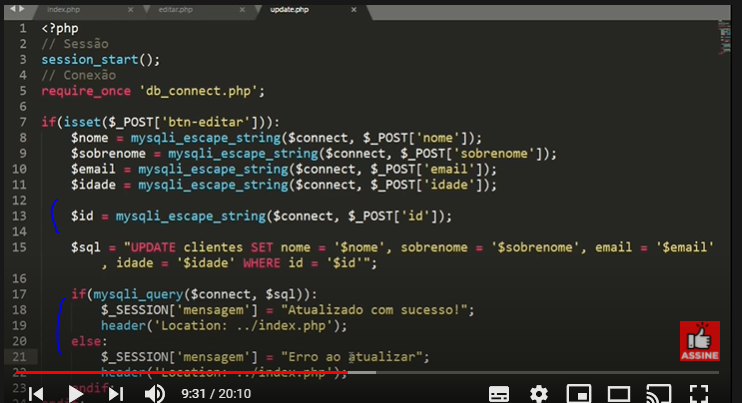 index.php editar.php update.php
1 <?php
2 // Sessão
3 session_start();
4 // Conexão
5 require_once 'db_connect.php';
6
7 if(isset($_POST['btn-editar'])):
8 $nome = mysqli_escape_string($connect, $_POST['nome']);
9 $sobrenome = mysqli_escape_string($connect, $_POST['sobrenome']);
10 $email = mysqli_escape_string($connect, $_POST['email']);
11 $idade = mysqli_escape_string($connect, $_POST['idade']);
12
13 $id = mysqli_escape_string($connect, $_POST['id']);
14
15 $sql = "UPDATE clientes SET nome = '$nome', sobrenome = '$sobrenome', email = '$email'
, idade = '$idade' WHERE id = '$id'";
16
17 if(mysqli_query($connect, $sql)):
18 $_SESSION['mensagem'] = "Atualizado com sucesso!";
19 header('Location: ../index.php');
20 else:
21 $_SESSION['mensagem'] = "Erro ao atualizar";
22 header('Location: ../index.php');
23 endif;
ASSINE
9:31 / 20:10